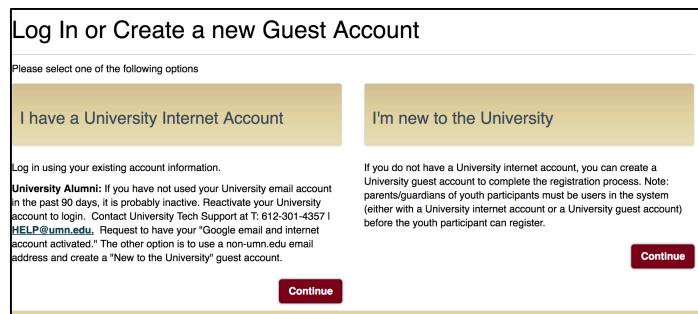 Log In or Create a new Guest Account
Please select one of the following options
I have a University Internet Account
Log in using your existing account information.
University Alumni: If you have not used your University email account
in the past 90 days, it is probably inactive. Reactivate your University
account to login.  Contact University Tech Support at T: 612-301-4357 |
HELP@umn.edu.  Request to have your "Google email and internet
account activated." The other option is to use a non-umn.edu email
address and create a "New to the University" guest account.
Continue
I'm new to the University
If you do not have a University internet account, you can create a
University guest account to complete the registration process. Note:
parents/guardians of youth participants must be users in the system
(either with a University internet account or a University guest account)
before the youth participant can register.
Continue